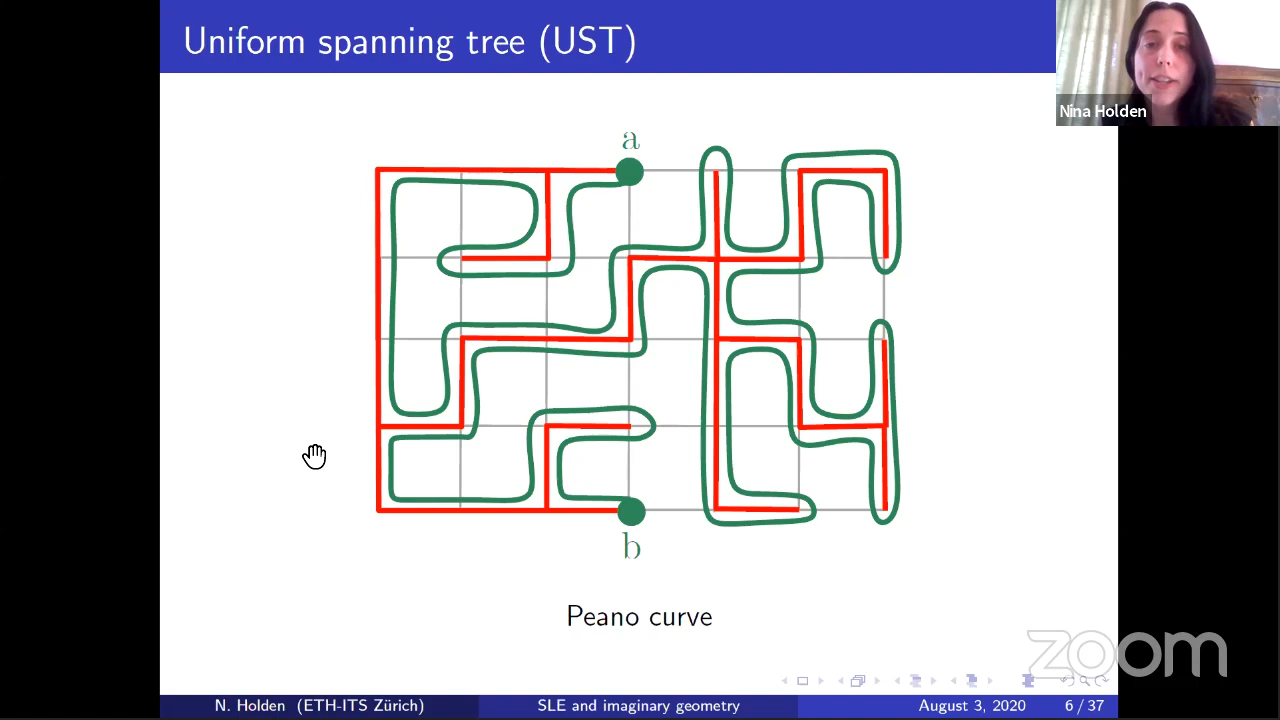 Uniform spanning tree (UST)
Nina Holden
a
b
Peano curve
zoom
N. Holden (ETH-ITS Zürich)
SLE and imaginary geometry
August 3, 2020
6 / 37